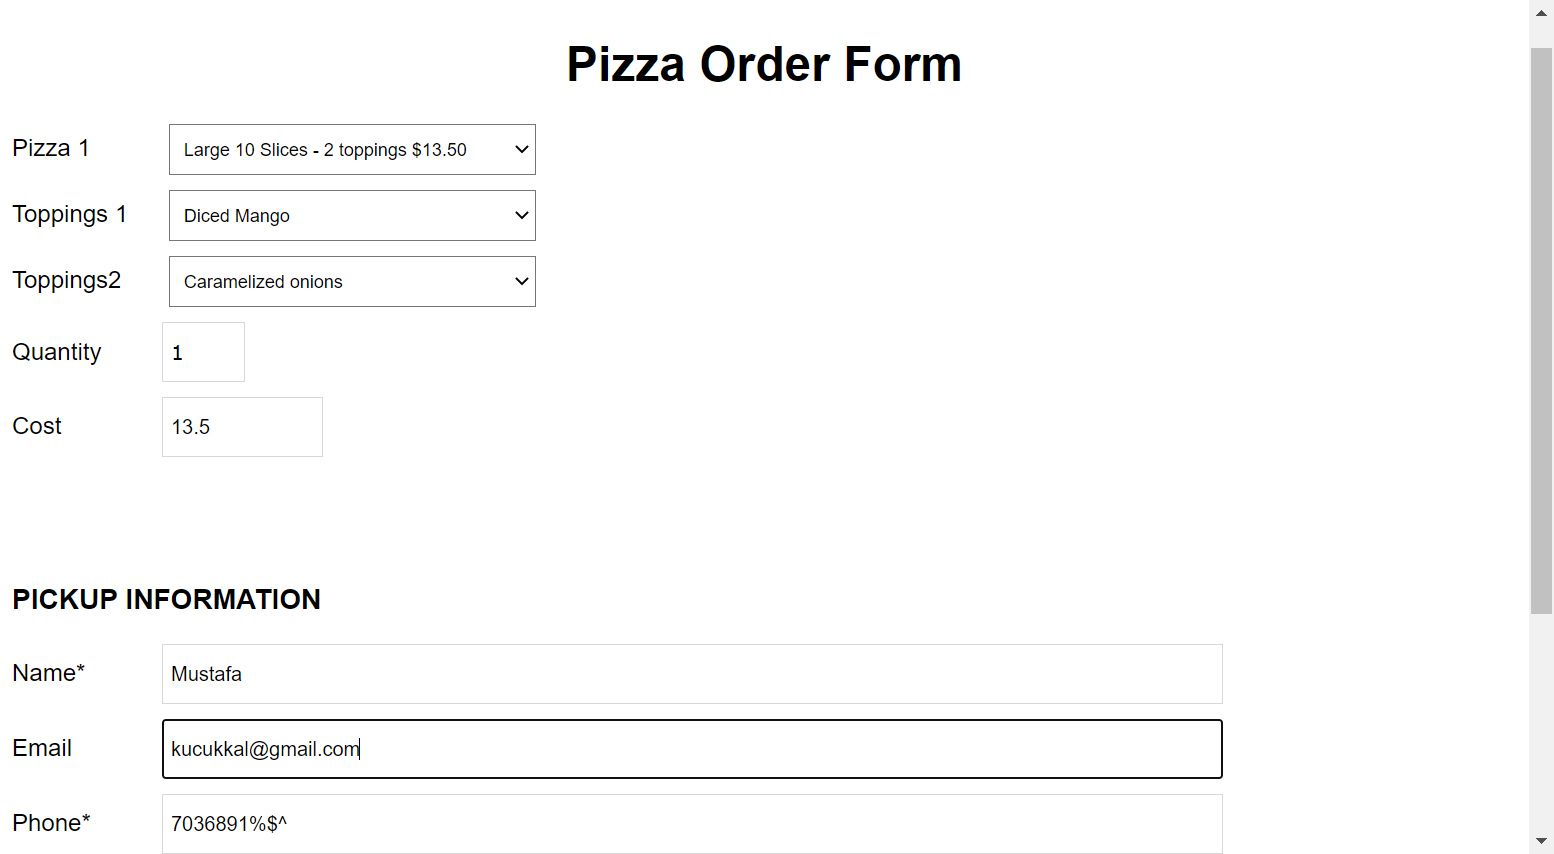 Pizza Order Form
Pizza 1 Large 10 Slices - 2 toppings $13.50
Toppings 1 Diced Mango
Toppings2 Caramelized onions
Quantity 1
Cost 13.5
PICKUP INFORMATION
Name* Mustafa
Email kucukkal@gmail.com
Phone* 7036891%$^